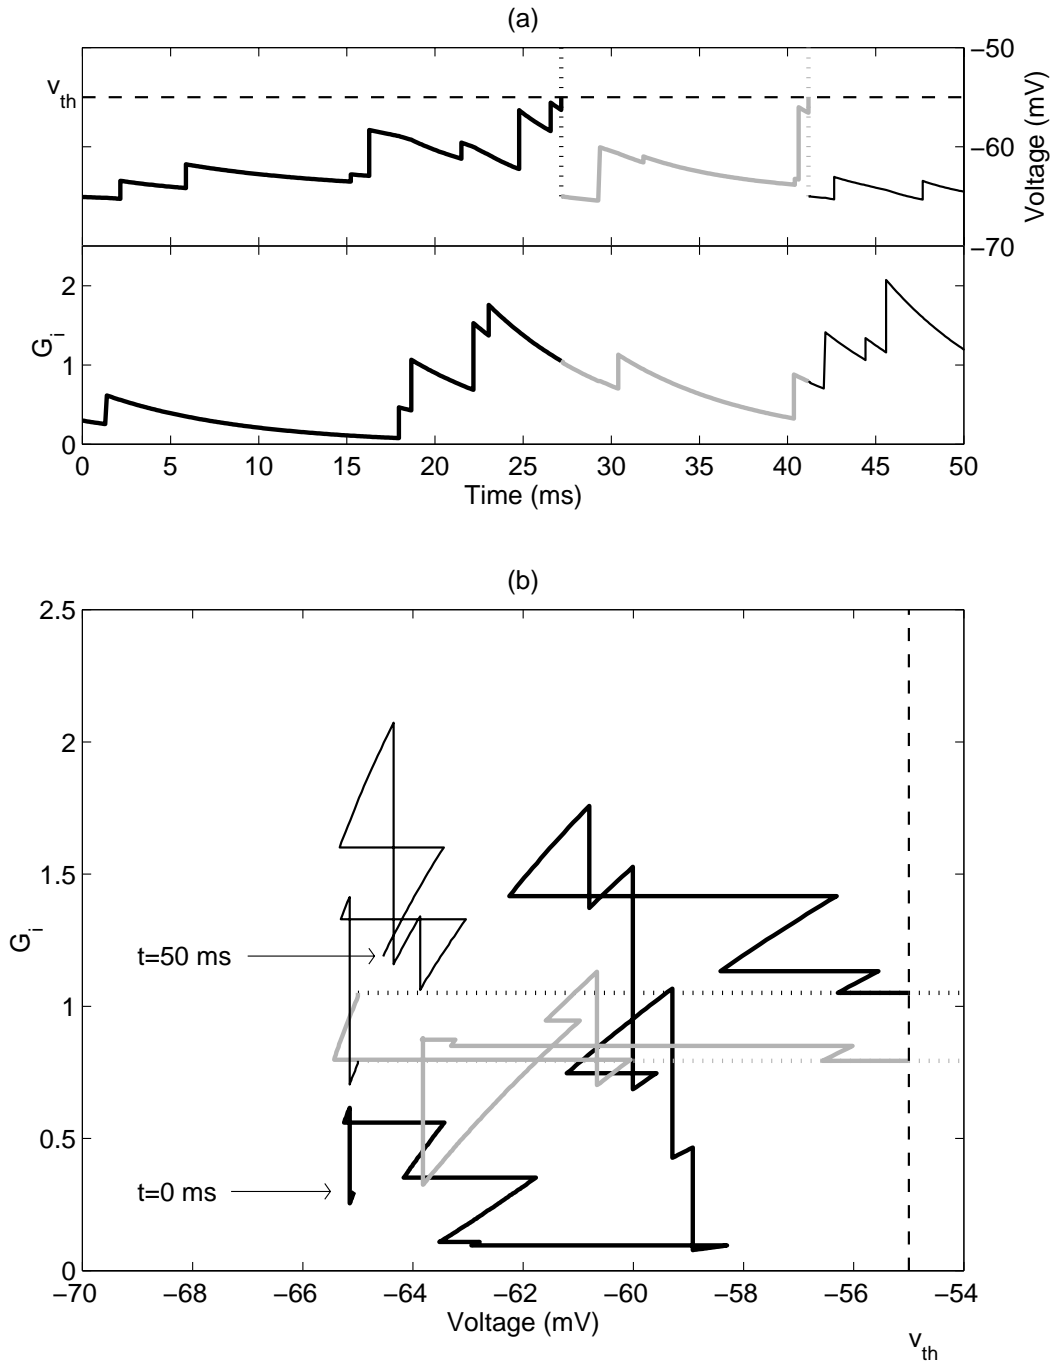 (a)
−50
v_th
−60
Voltage (mV)
−70
2
1
0
G_i
0 5 10 15 20 25 30 35 40 45 50
Time (ms)
(b)
2.5
2
1.5
1
0.5
0
G_i
t=50 ms
t=0 ms
−70 −68 −66 −64 −62 −60 −58 −56 −54
Voltage (mV)
v_th